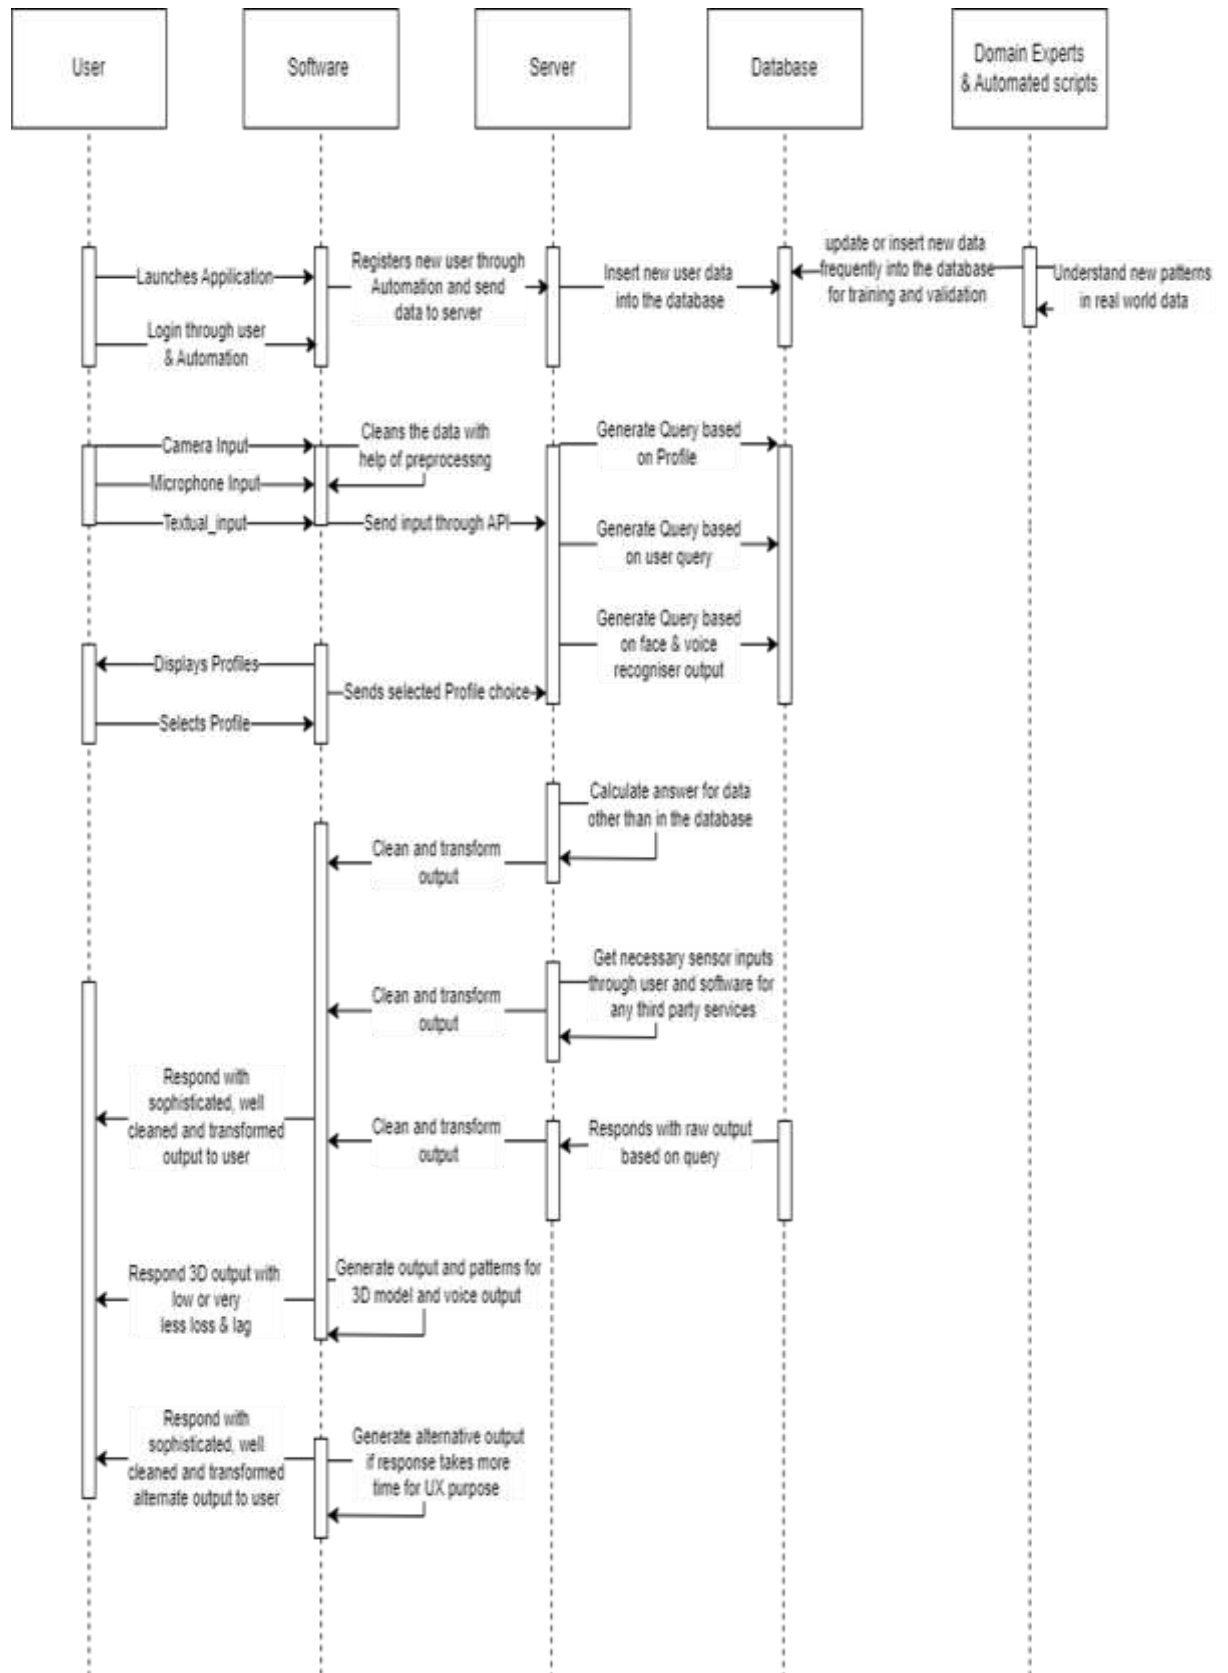 User
Software
Server
Database
Domain Experts
& Automated scripts
Launches Application
Registers new user through
Automation and send
data to server
Insert new user data
into the database
update or insert new data
frequently into the database
for training and validation
Understand new patterns
in real world data
Login through user
& Automation
Camera Input
Cleans the data with
help of preprocessng
Generate Query based
on Profile
Microphone Input
Textual_input
Send input through API
Generate Query based
on user query
Generate Query based
on face & voice
recogniser output
Displays Profiles
Sends selected Profile choice
Selects Profile
Calculate answer for data
other than in the database
Clean and transform
output
Get necessary sensor inputs
through user and software for
any third party services
Clean and transform
output
Respond with
sophisticated, well
cleaned and transformed
output to user
Clean and transform
output
Responds with raw output
based on query
Respond 3D output with
low or very
less loss & lag
Generate output and patterns for
3D model and voice output
Respond with
sophisticated, well
cleaned and transformed
alternate output to user
Generate alternative output
if response takes more
time for UX purpose